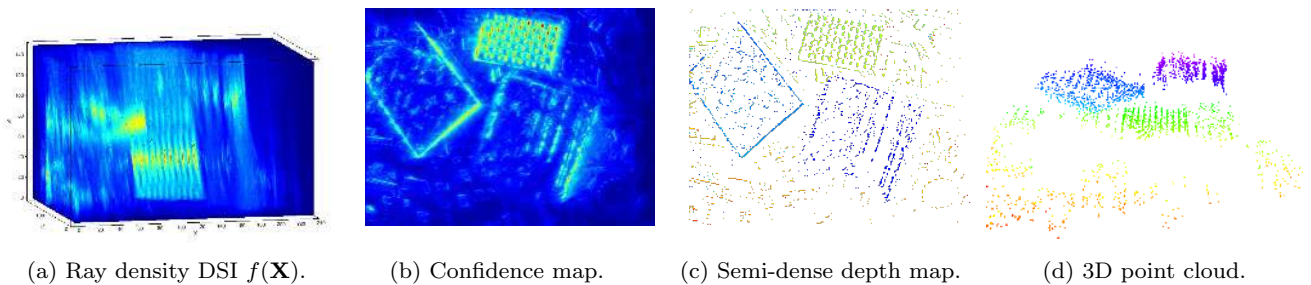 (a) Ray density DSI f(X).
(b) Confidence map.
(c) Semi-dense depth map.
(d) 3D point cloud.